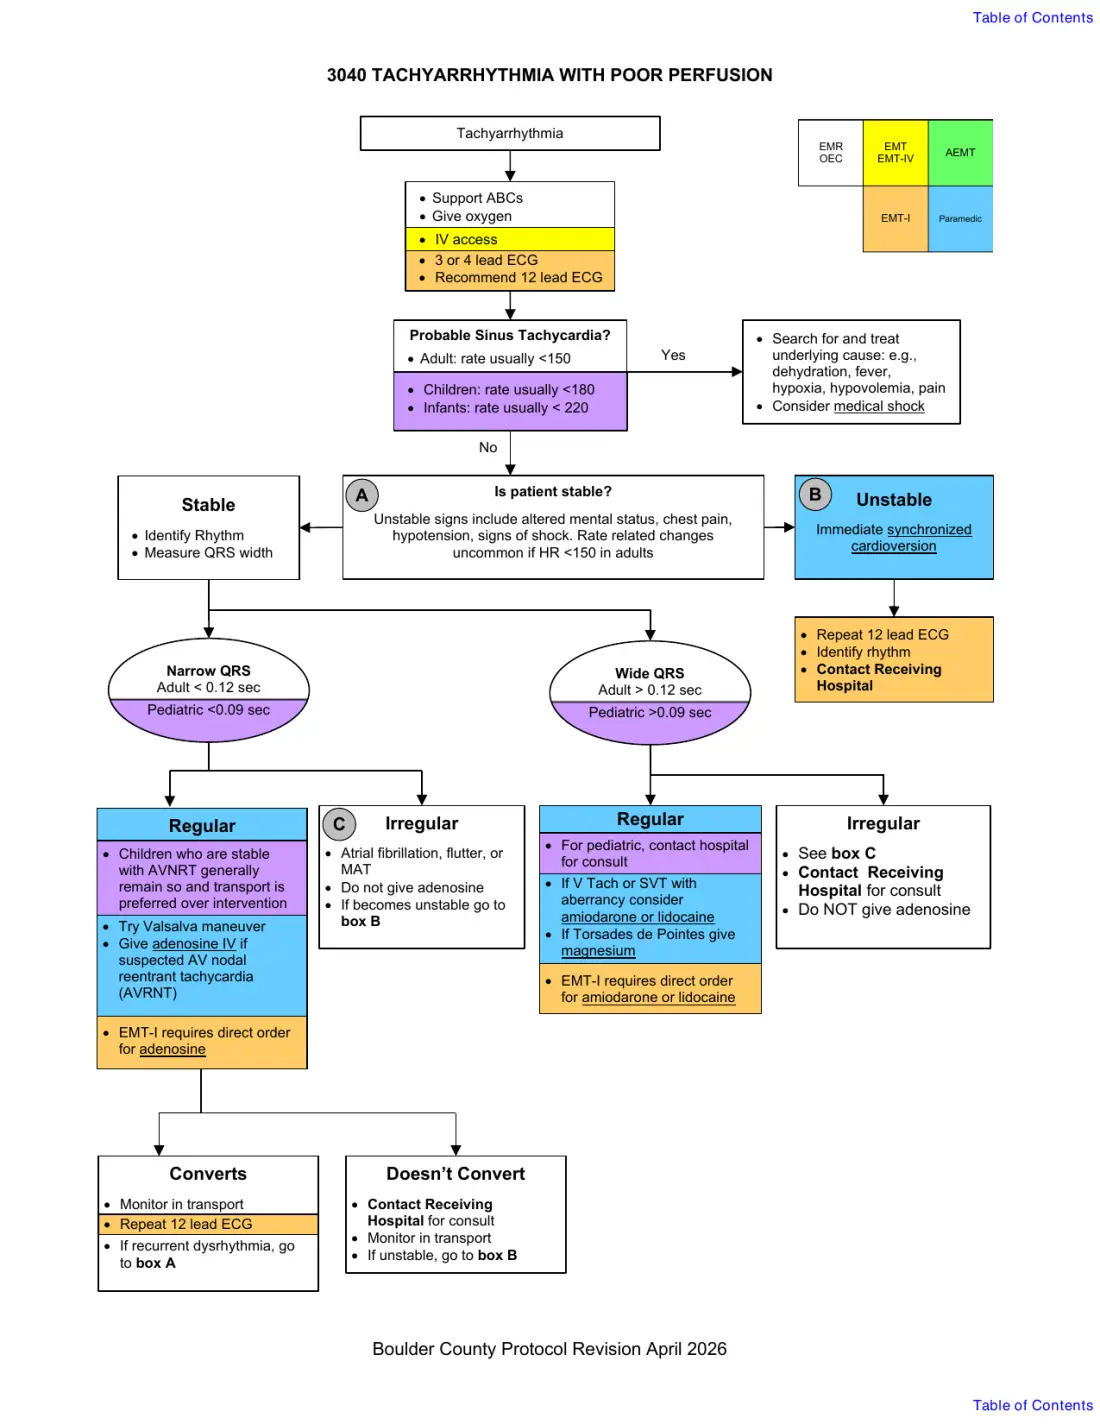 Table of Contents
3040 TACHYARRHYTHMIA WITH POOR PERFUSION
Tachyarrhythmia
EMR
OEC
EMT
EMT-IV
AEMT
EMT-I
Paramedic
• Support ABCs
• Give oxygen
• IV access
• 3 or 4 lead ECG
• Recommend 12 lead ECG
Probable Sinus Tachycardia?
• Adult: rate usually <150
• Children: rate usually <180
• Infants: rate usually < 220
Yes
• Search for and treat
underlying cause: e.g.,
dehydration, fever,
hypoxia, hypovolemia, pain
• Consider medical shock
No
Stable
• Identify Rhythm
• Measure QRS width
A
Is patient stable?
Unstable signs include altered mental status, chest pain,
hypotension, signs of shock. Rate related changes
uncommon if HR <150 in adults
B
Unstable
Immediate synchronized
cardioversion
• Repeat 12 lead ECG
• Identify rhythm
• Contact Receiving
Hospital
Narrow QRS
Adult < 0.12 sec
Pediatric <0.09 sec
Wide QRS
Adult > 0.12 sec
Pediatric >0.09 sec
Regular
• Children who are stable
with AVNRT generally
remain so and transport is
preferred over intervention
• Try Valsalva maneuver
• Give adenosine IV if
suspected AV nodal
reentrant tachycardia
(AVRNT)
• EMT-I requires direct order
for adenosine
C
Irregular
• Atrial fibrillation, flutter, or
MAT
• Do not give adenosine
• If becomes unstable go to
box B
Regular
• For pediatric, contact hospital
for consult
• If V Tach or SVT with
aberrancy consider
amiodarone or lidocaine
• If Torsades de Pointes give
magnesium
• EMT-I requires direct order
for amiodarone or lidocaine
Irregular
• See box C
• Contact Receiving
Hospital for consult
• Do NOT give adenosine
Converts
• Monitor in transport
• Repeat 12 lead ECG
• If recurrent dysrhythmia, go
to box A
Doesn't Convert
• Contact Receiving
Hospital for consult
• Monitor in transport
• If unstable, go to box B
Boulder County Protocol Revision April 2026
Table of Contents